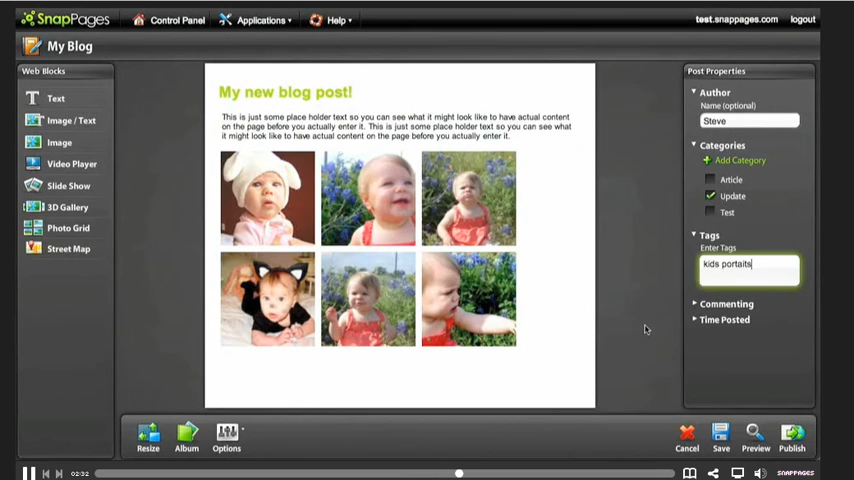 SnapPages
Control Panel
Applications
Help
test.snappages.com
logout
My Blog
Web Blocks
Text
Image / Text
Image
Video Player
Slide Show
3D Gallery
Photo Grid
Street Map
My new blog post!
This is just some place holder text so you can see what it might look like to have actual content
on the page before you actually enter it. This is just some place holder text so you can see what
it might look like to have actual content on the page before you actually enter it.
Post Properties
Author
Name (optional)
Steve
Categories
Add Category
Article
Update
Test
Tags
Enter Tags
kids portaits
Commenting
Time Posted
Resize
Album
Options
Cancel
Save
Preview
Publish
02:32
SNAPPAGES